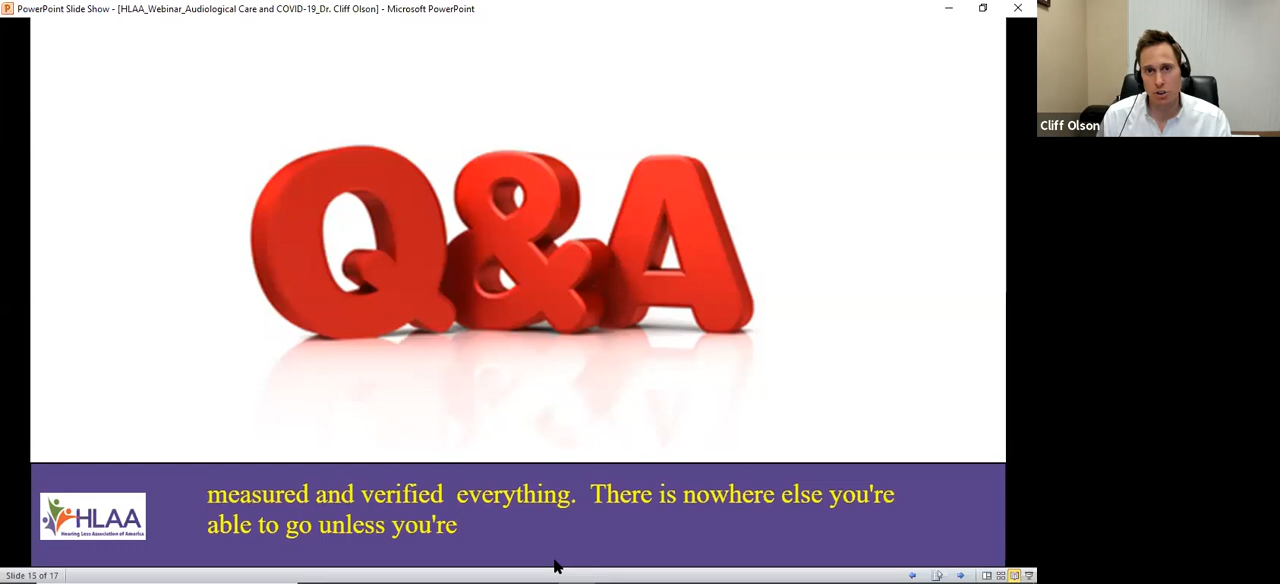 PowerPoint Slide Show - [HLAA_Webinar_Audiological Care and COVID-19_Dr. Cliff Olson] - Microsoft PowerPoint
Cliff Olson
Q&A
HLAA
Hearing Loss Association of America
measured and verified  everything.  There is nowhere else you're
able to go unless you're
Slide 15 of 17